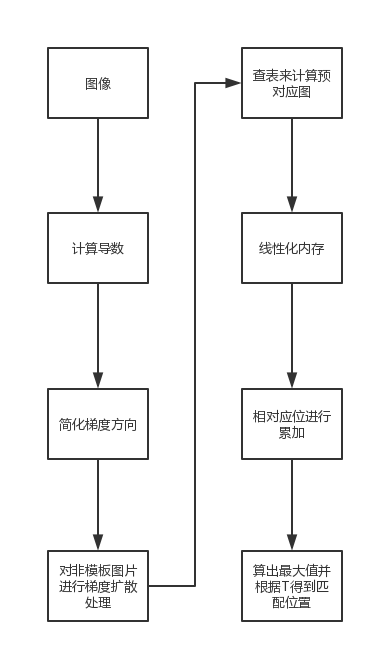 图像
计算导数
简化梯度方向
对非模板图片
进行梯度扩散
处理
查表来计算预
对应图
线性化内存
相对应位进行
累加
算出最大值并
根据T得到匹
配位置